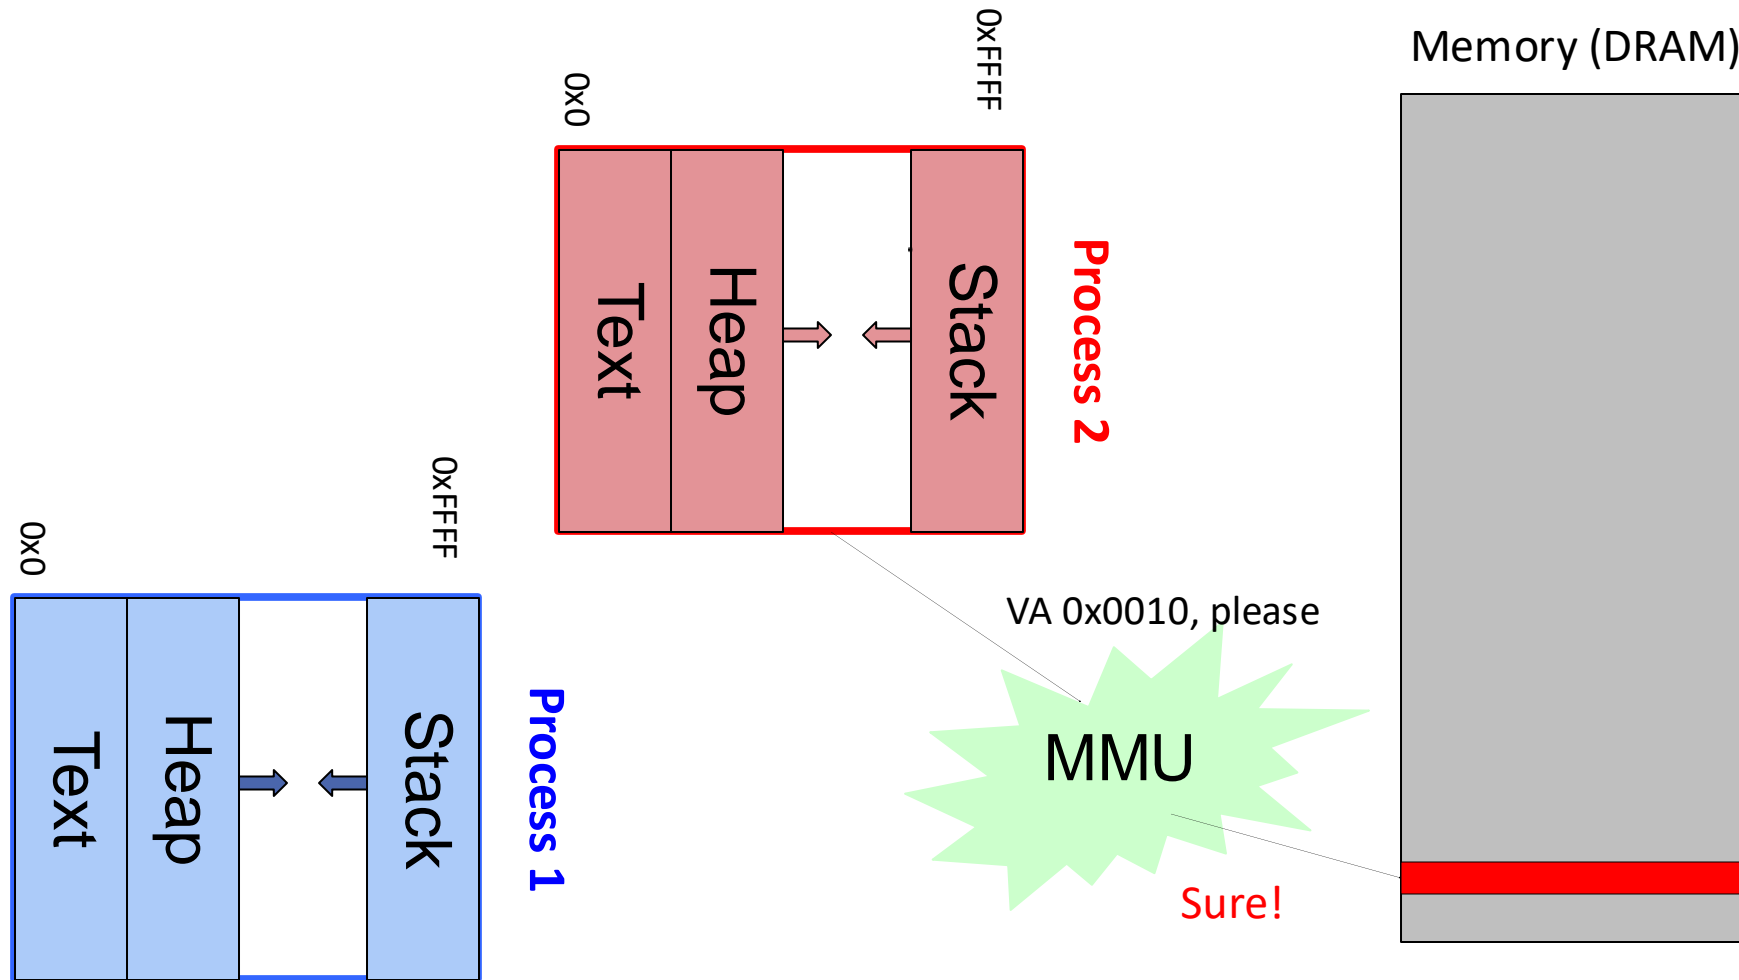 Memory (DRAM)
0x0
0xFFFF
Text
Heap
Stack
Process 2
0x0
0xFFFF
Text
Heap
Stack
Process 1
VA 0x0010, please
MMU
Sure!